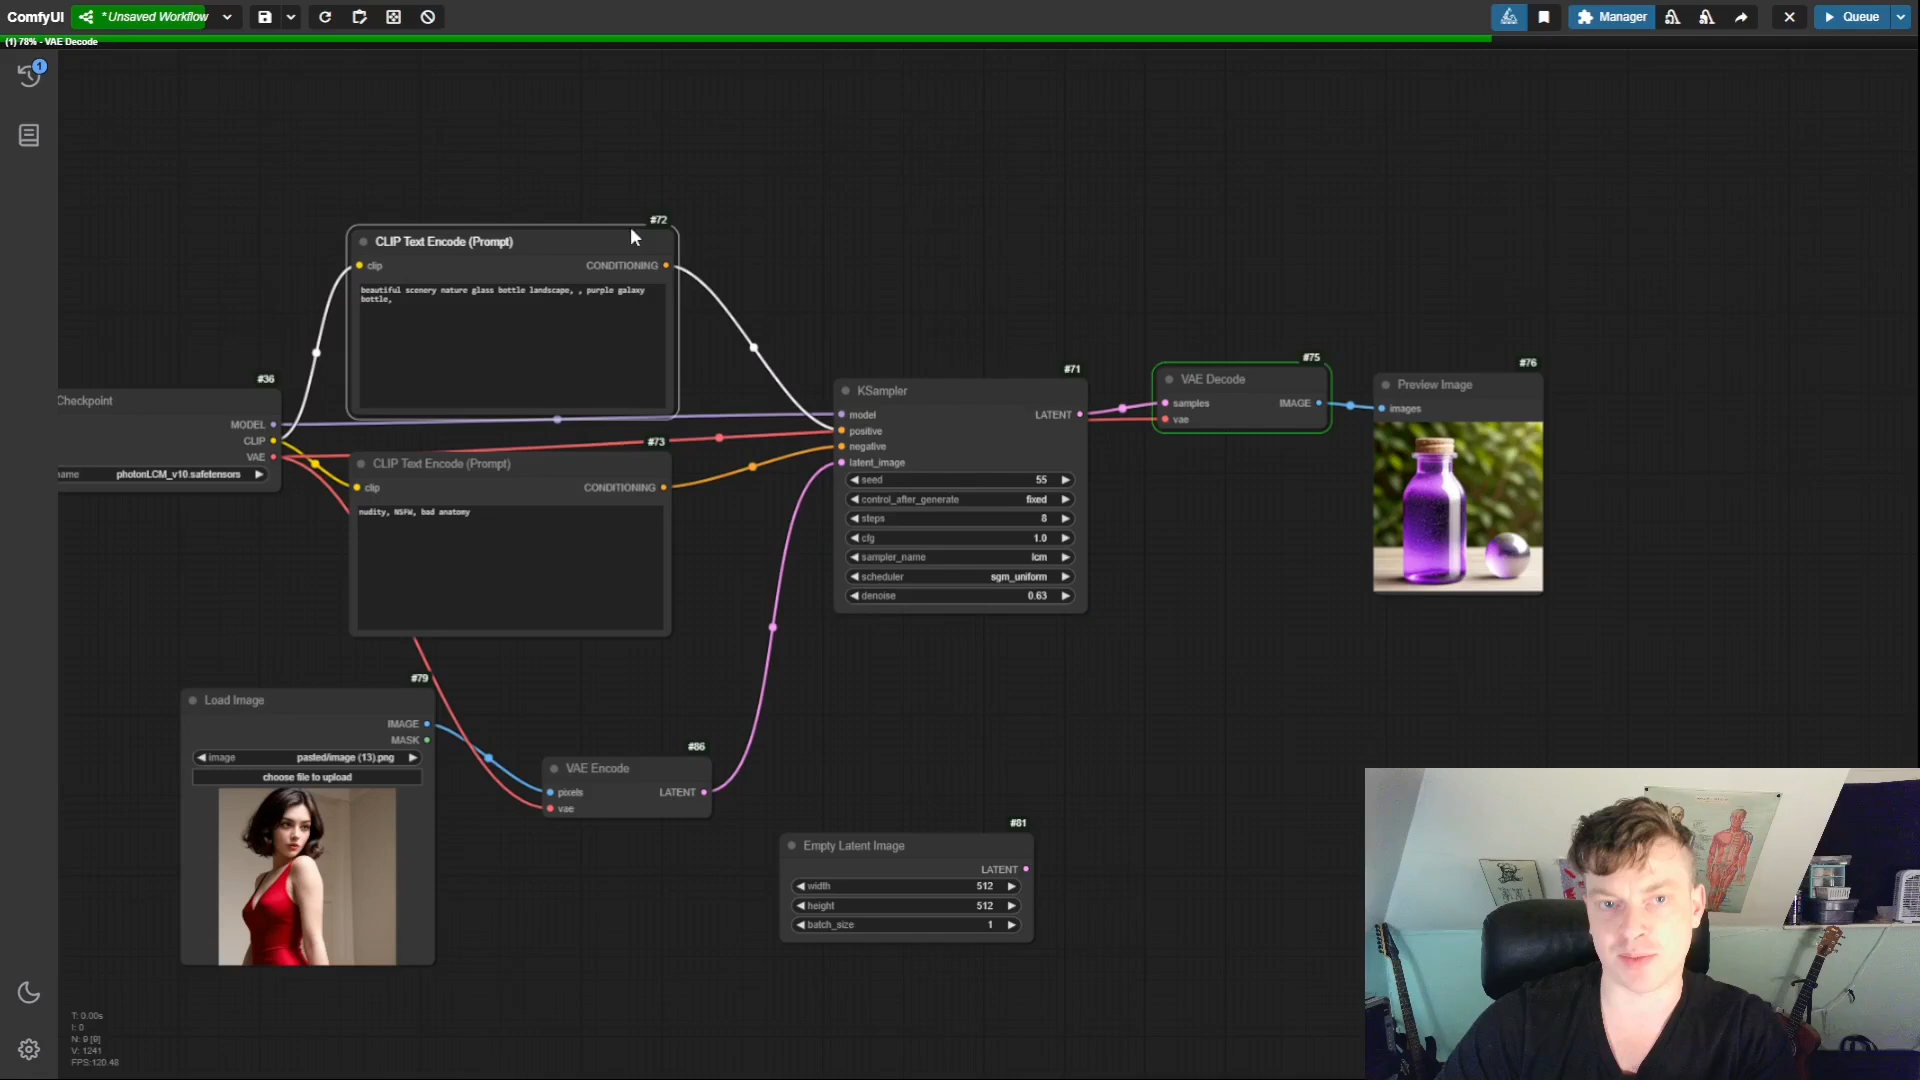 ComfyUI *Unsaved Workflow Manager Queue
(1) 78% - VAE Decode
1
#72
CLIP Text Encode (Prompt)
clip CONDITIONING
beautiful scenery nature glass bottle landscape, , purple galaxy
bottle,
#36
Checkpoint
MODEL
CLIP
VAE
name photonLCM_v10.safetensors
#73
CLIP Text Encode (Prompt)
clip CONDITIONING
nudity, NSFW, bad anatomy
#71
KSampler
model LATENT
positive
negative
latent_image
seed 55
control_after_generate fixed
steps 8
cfg 1.0
sampler_name lcm
scheduler sgm_uniform
denoise 0.63
#75
VAE Decode
samples IMAGE
vae
#76
Preview Image
images
#79
Load Image
IMAGE
MASK
image pasted/image (13).png
choose file to upload
#86
VAE Encode
pixels LATENT
vae
#81
Empty Latent Image
LATENT
width 512
height 512
batch_size 1
T: 0.00s
I: 0
N: 9 [9]
V: 1241
FPS:120.48